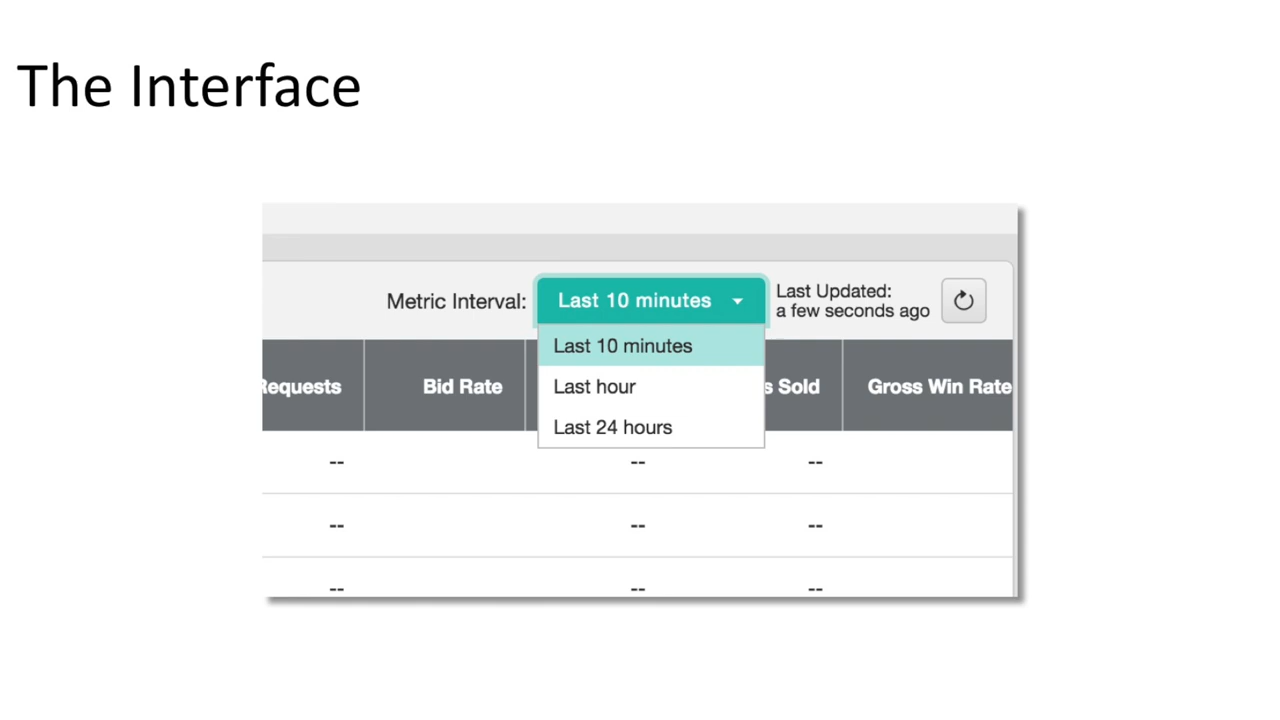 The Interface
Metric Interval:
Last 10 minutes
Last Updated:
a few seconds ago
Last 10 minutes
Last hour
Last 24 hours
Requests
Bid Rate
Sold
Gross Win Rate
-- -- --
-- -- --
-- -- --